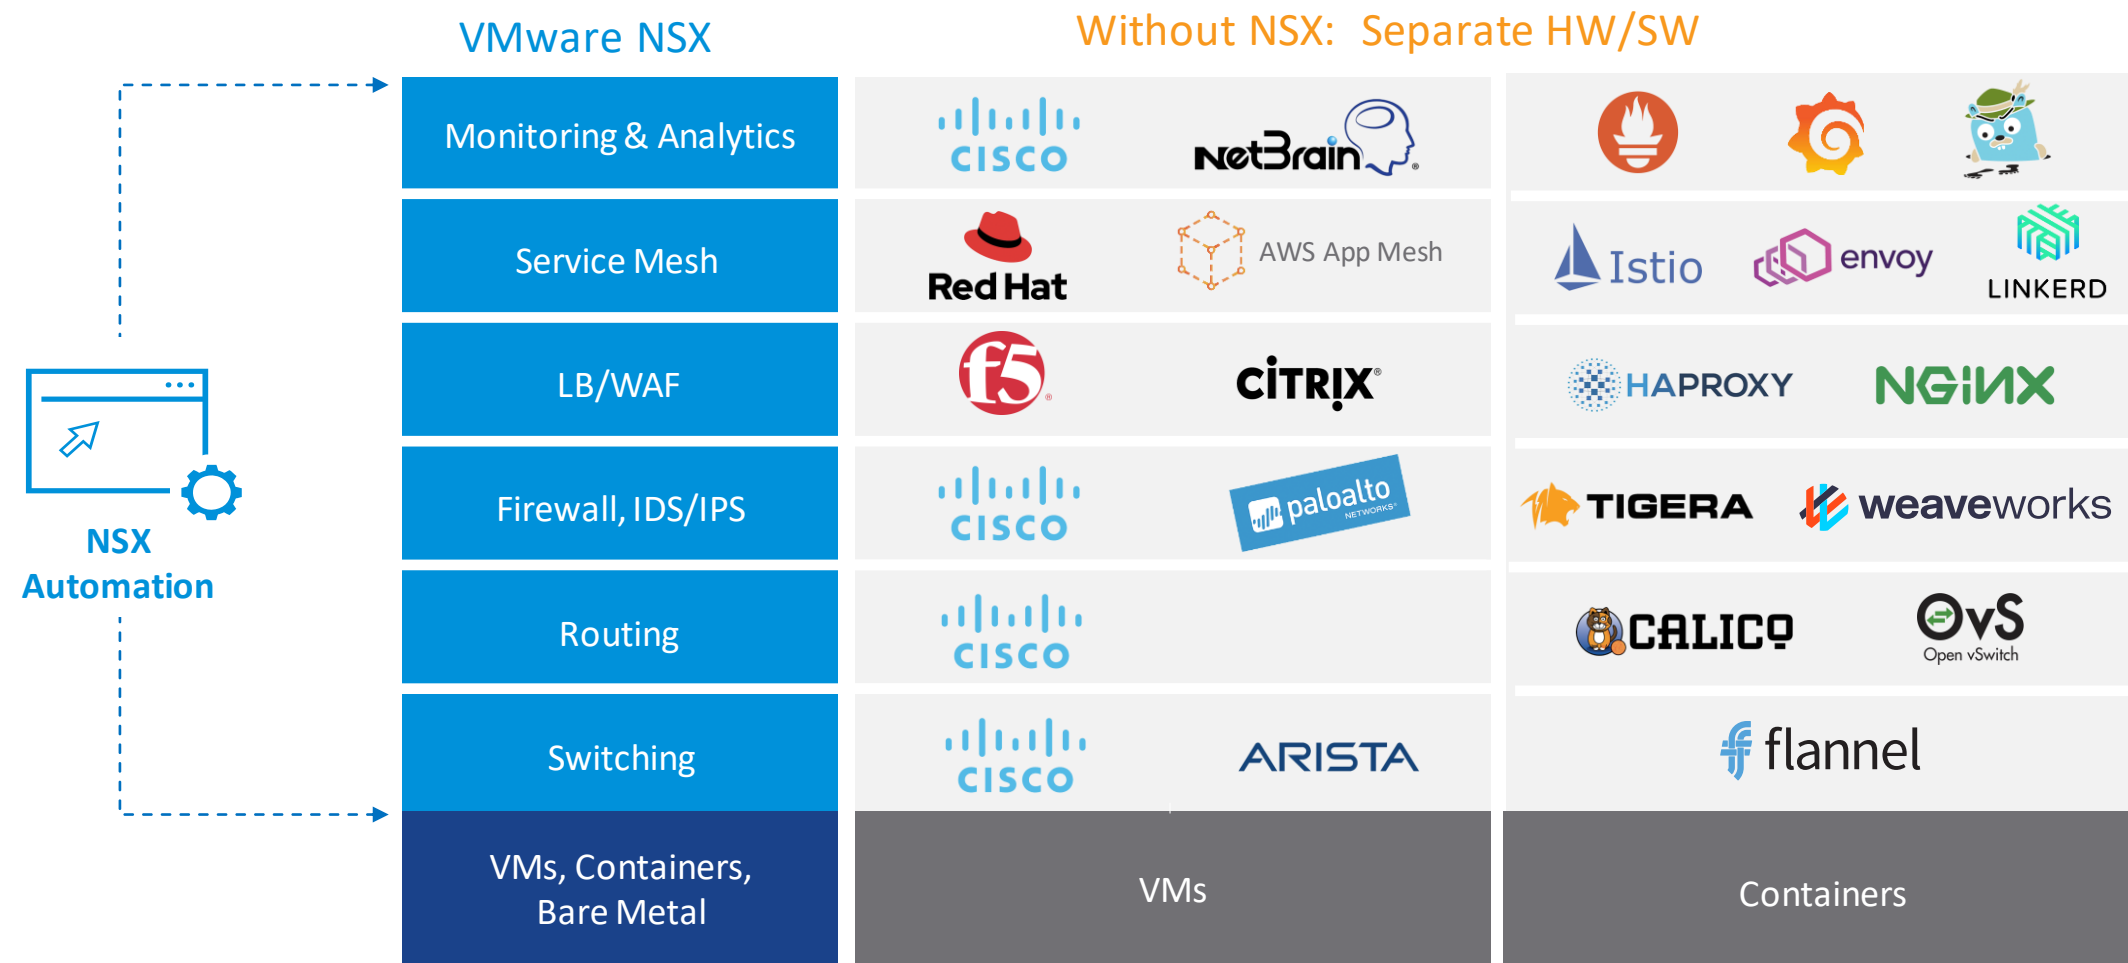 VMware NSX
Without NSX: Separate HW/SW
Monitoring & Analytics
CISCO
NetBrain®
Service Mesh
Red Hat
AWS App Mesh
Istio
envoy
LINKERD
LB/WAF
f5®
CİTRIX®
HAPROXY
NGiNX
Firewall, IDS/IPS
CISCO
paloalto
NETWORKS®
TIGERA
weaveworks
NSX
Automation
Routing
CISCO
CALICO
OvS
Open vSwitch
Switching
CISCO
ARISTA
flannel
VMs, Containers,
Bare Metal
VMs
Containers